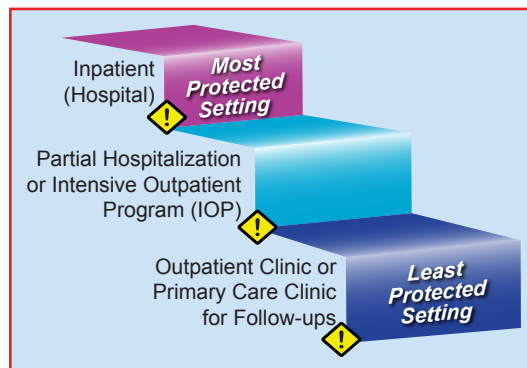 Inpatient
(Hospital)
Most
Protected
Setting
!
Partial Hospitalization
or Intensive Outpatient
Program (IOP)
!
Outpatient Clinic or
Primary Care Clinic
for Follow-ups
Least
Protected
Setting
!